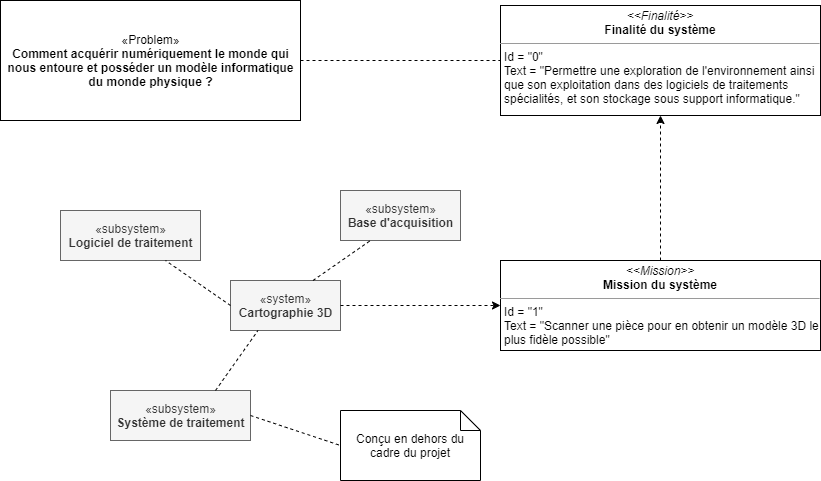 «Problem»
Comment acquérir numériquement le monde qui
nous entoure et posséder un modèle informatique
du monde physique ?
<<Finalité>>
Finalité du système
Id = "0"
Text = "Permettre une exploration de l'environnement ainsi
que son exploitation dans des logiciels de traitements
spécialités, et son stockage sous support informatique."
«subsystem»
Base d'acquisition
«subsystem»
Logiciel de traitement
«system»
Cartographie 3D
<<Mission>>
Mission du système
Id = "1"
Text = "Scanner une pièce pour en obtenir un modèle 3D le
plus fidèle possible"
«subsystem»
Système de traitement
Conçu en dehors du
cadre du projet